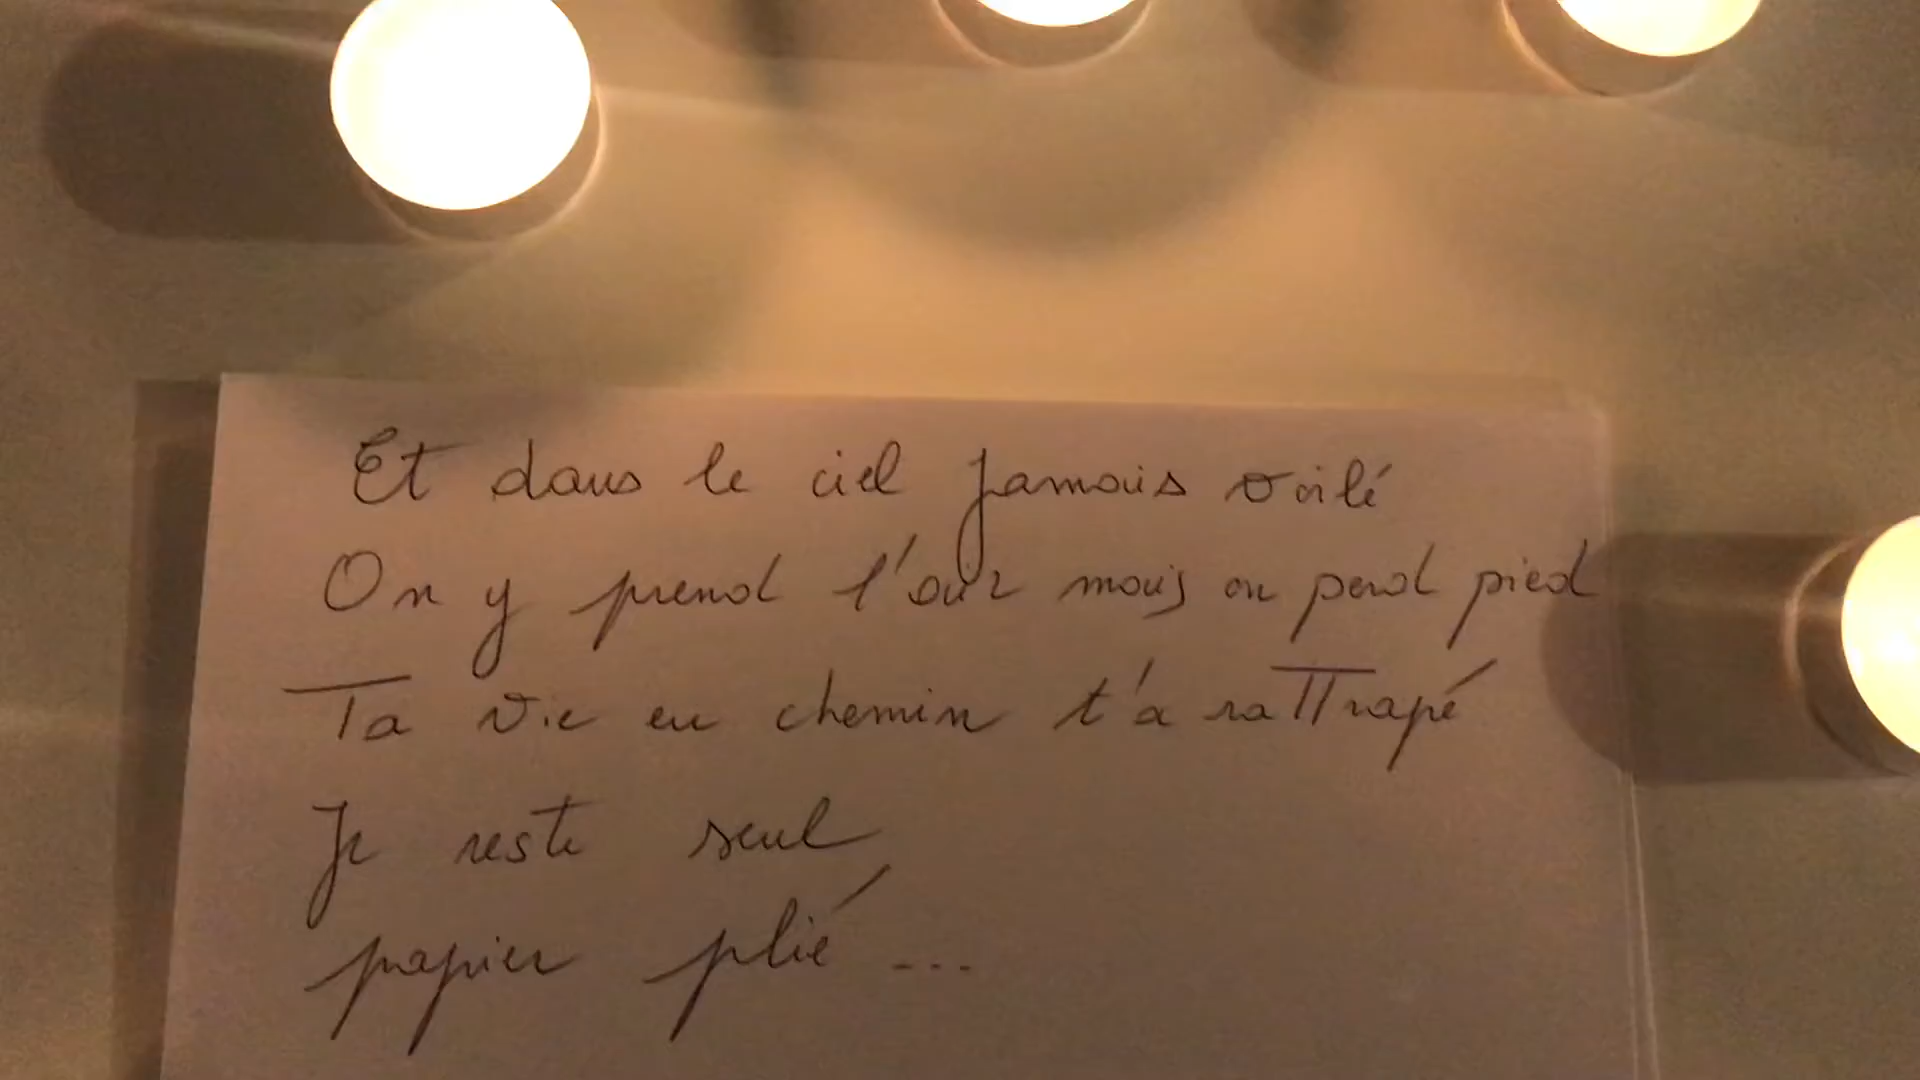 Et dans le ciel jamais voilé
On y prend l'air mais on perd pied
Ta vie en chemin t'a rattrapé
Je reste seul
papier plié ...